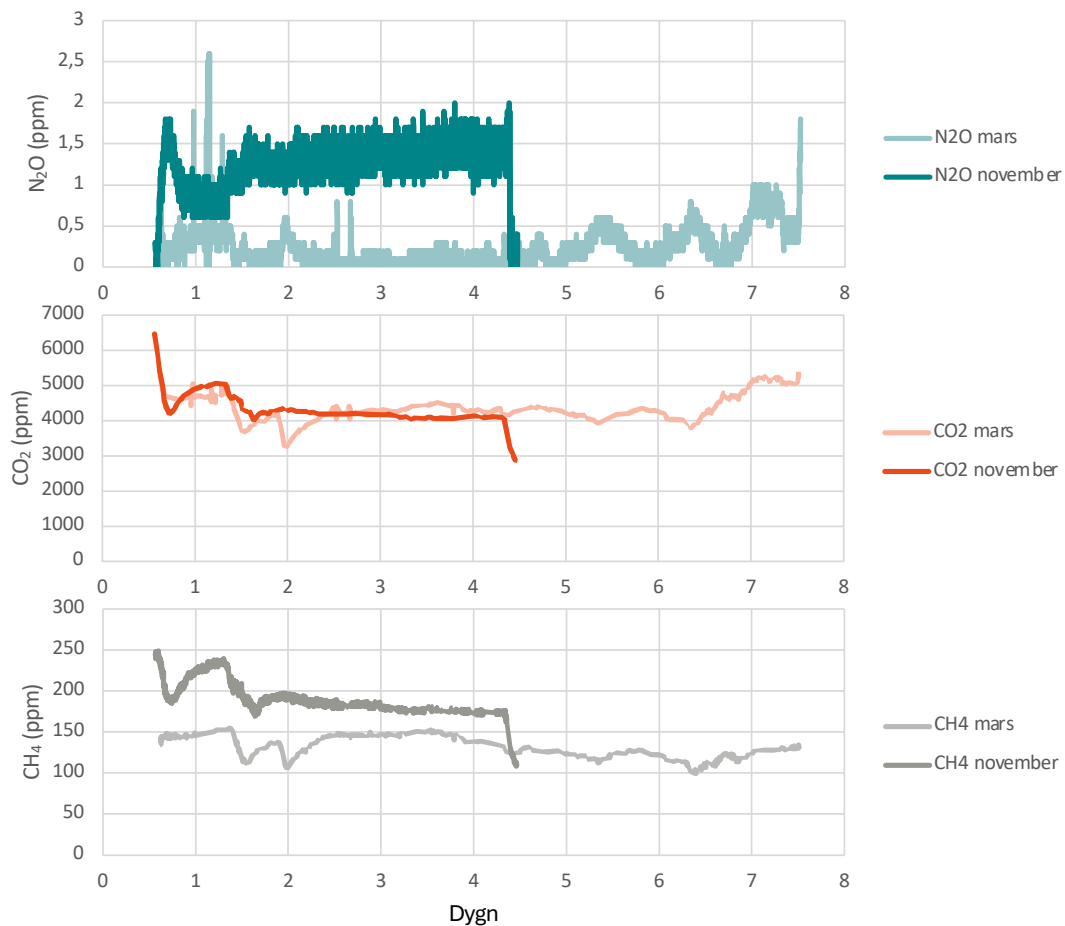 3
2,5
2
1,5
1
0,5
0
N₂O (ppm)
0 1 2 3 4 5 6 7 8
N2O mars
N2O november
7000
6000
5000
4000
3000
2000
1000
0
CO₂ (ppm)
0 1 2 3 4 5 6 7 8
CO2 mars
CO2 november
300
250
200
150
100
50
0
CH₄ (ppm)
0 1 2 3 4 5 6 7 8
CH4 mars
CH4 november
Dygn